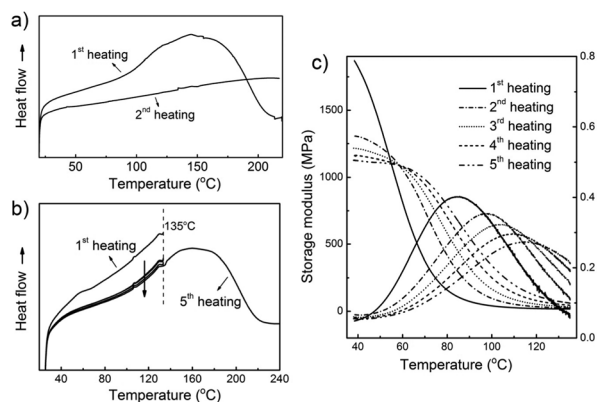 a)
Heat flow →
1st heating
2nd heating
20 50 100 150 200
Temperature (°C)
b)
Heat flow →
1st heating
135°C
5th heating
40 80 120 160 200 240
Temperature (°C)
c)
Storage modulus (MPa)
1500
1000
500
0
1st heating
2nd heating
3rd heating
4th heating
5th heating
0.8
0.6
0.4
0.2
0.0
40 60 80 100 120
Temperature (°C)